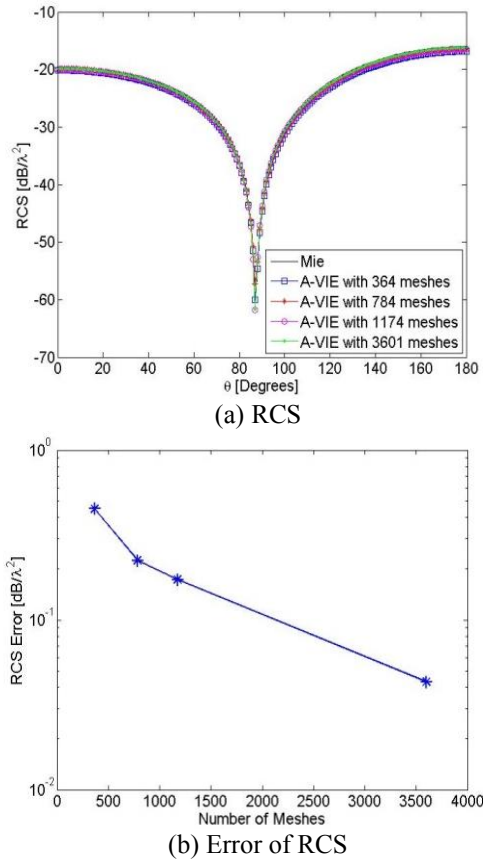 -10
-20
-30
-40
-50
-60
-70
RCS [dB/λ²]
Mie
A-VIE with 364 meshes
A-VIE with 784 meshes
A-VIE with 1174 meshes
A-VIE with 3601 meshes
0 20 40 60 80 100 120 140 160 180
θ [Degrees]
(a) RCS
10⁰
10⁻¹
10⁻²
RCS Error [dB/λ²]
0 500 1000 1500 2000 2500 3000 3500 4000
Number of Meshes
(b) Error of RCS